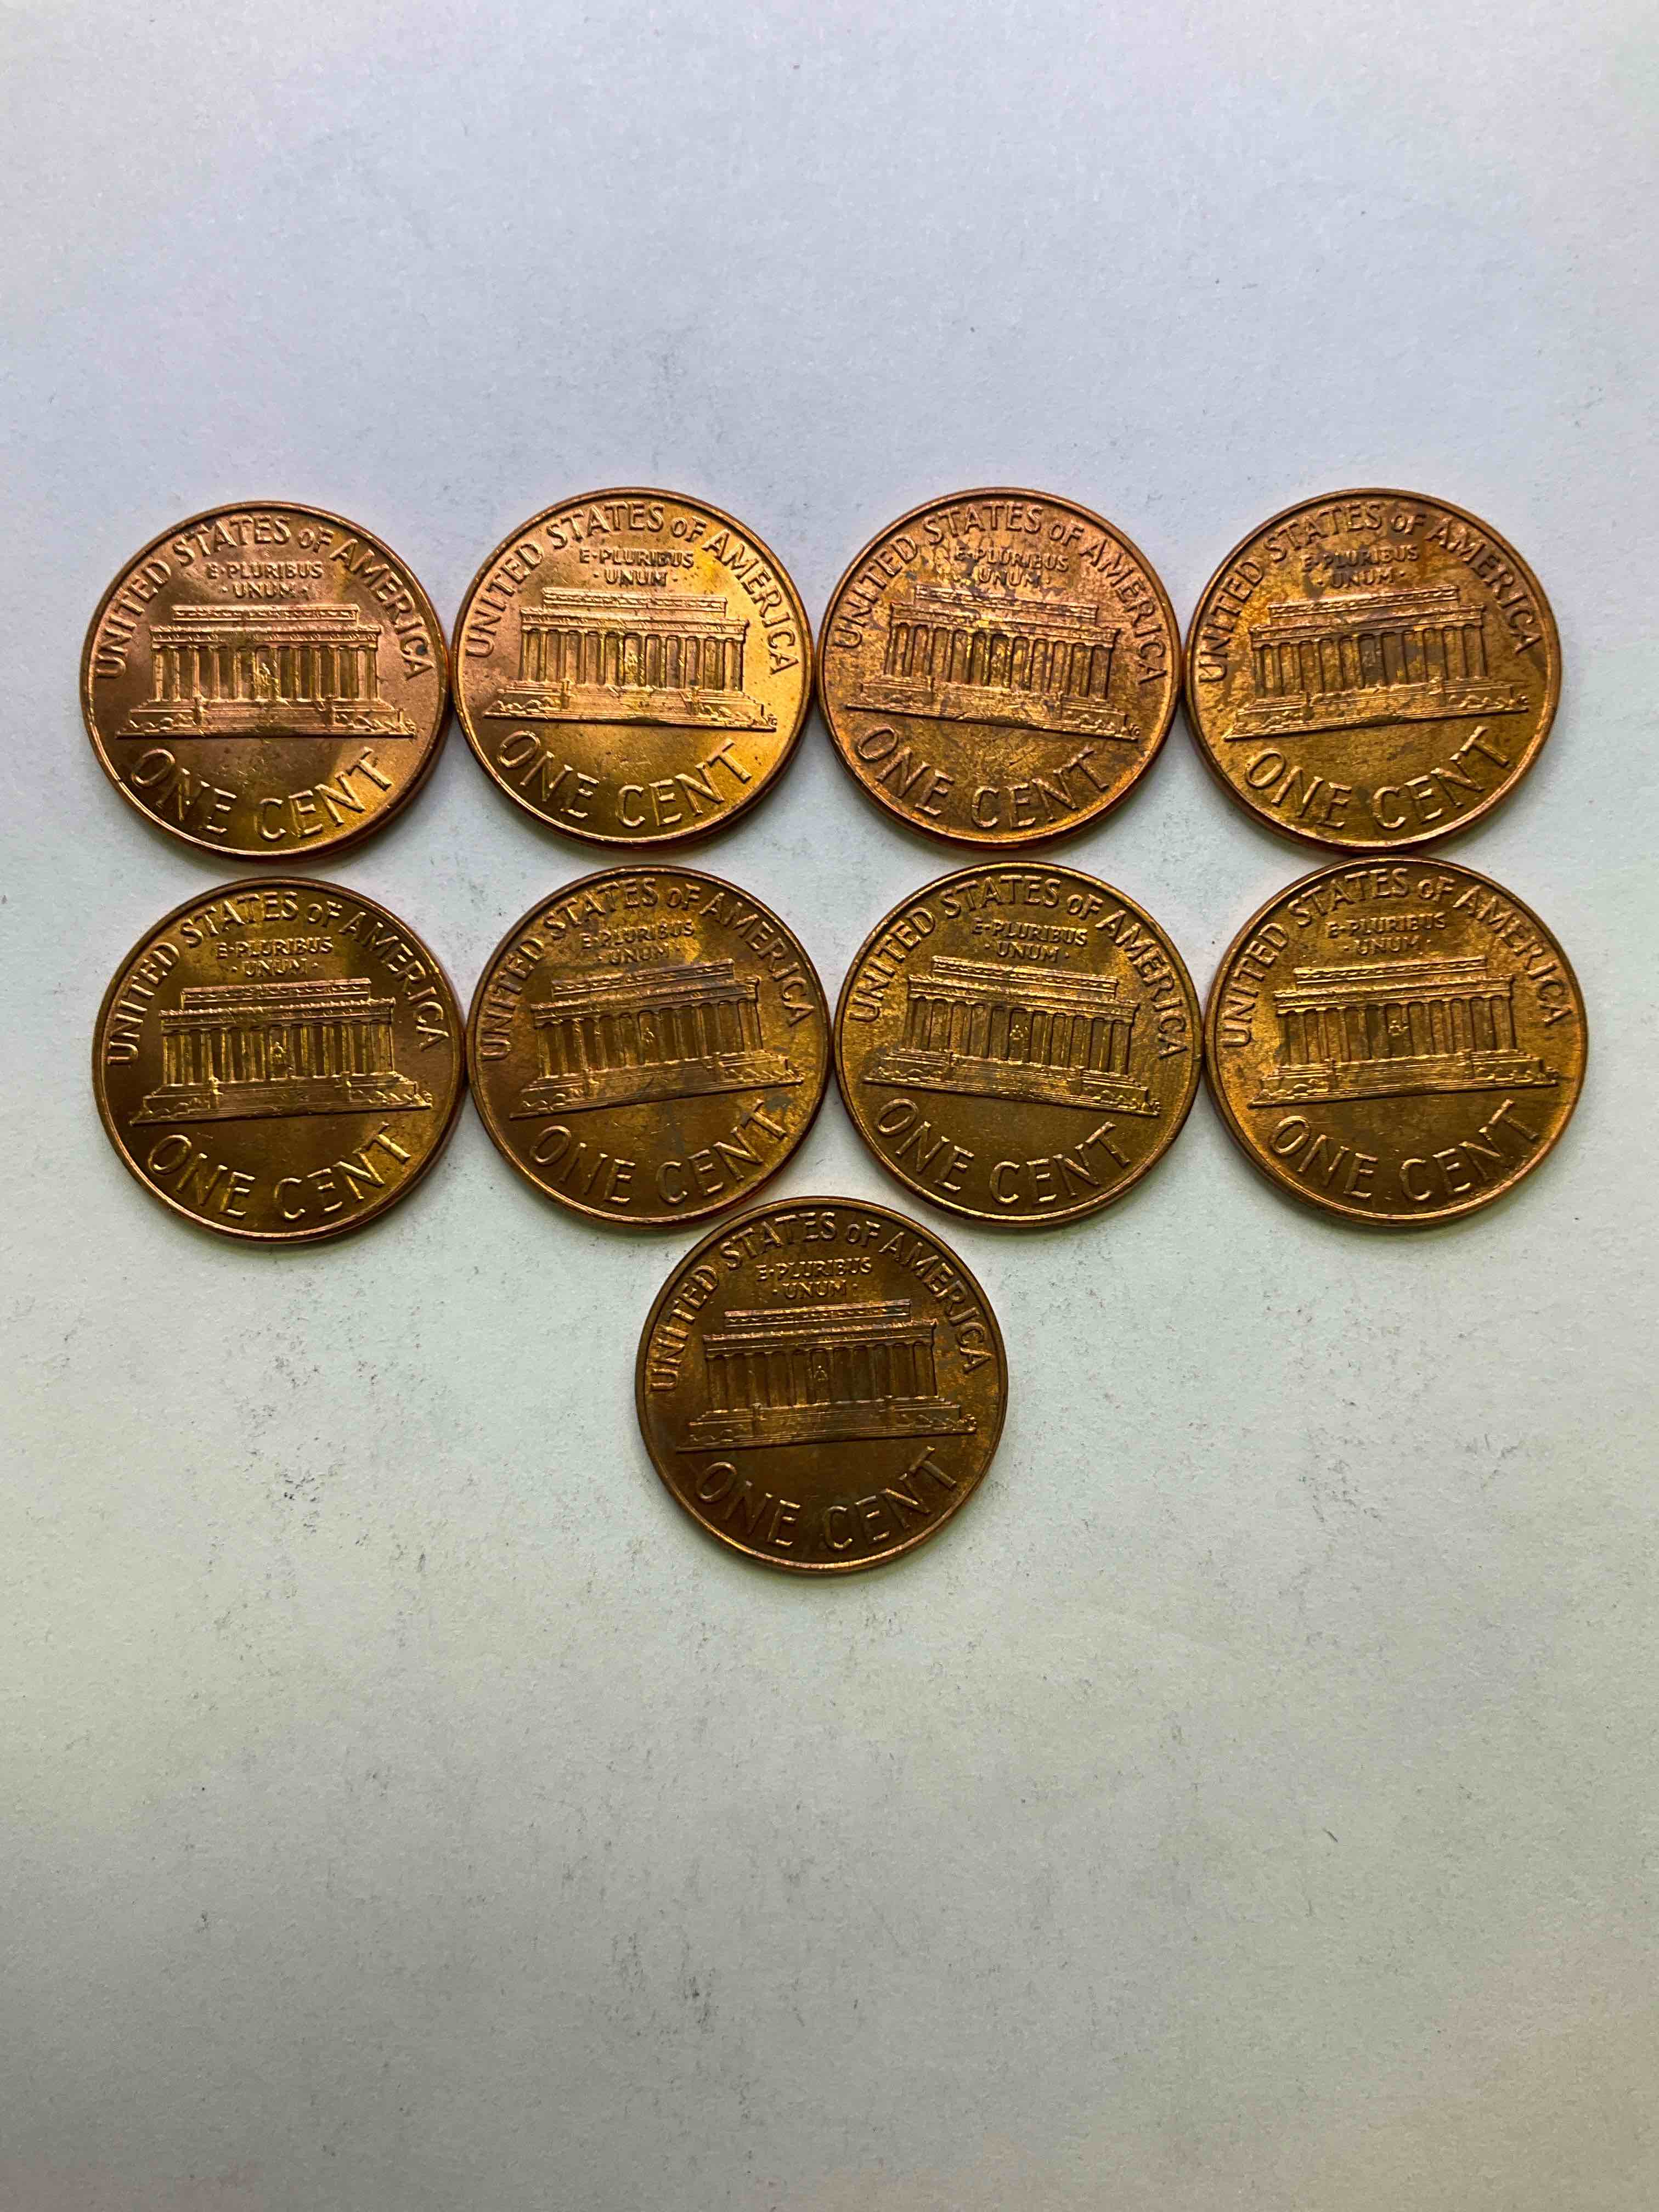 UNITED STATES OF AMERICA
E·PLURIBUS
·UNUM·
ONE CENT
UNITED STATES OF AMERICA
E·PLURIBUS
·UNUM·
ONE CENT
UNITED STATES OF AMERICA
E·PLURIBUS
·UNUM·
ONE CENT
UNITED STATES OF AMERICA
E·PLURIBUS
·UNUM·
ONE CENT
UNITED STATES OF AMERICA
E·PLURIBUS
·UNUM·
ONE CENT
UNITED STATES OF AMERICA
E·PLURIBUS
·UNUM·
ONE CENT
UNITED STATES OF AMERICA
E·PLURIBUS
·UNUM·
ONE CENT
UNITED STATES OF AMERICA
E·PLURIBUS
·UNUM·
ONE CENT
UNITED STATES OF AMERICA
E·PLURIBUS
·UNUM·
ONE CENT